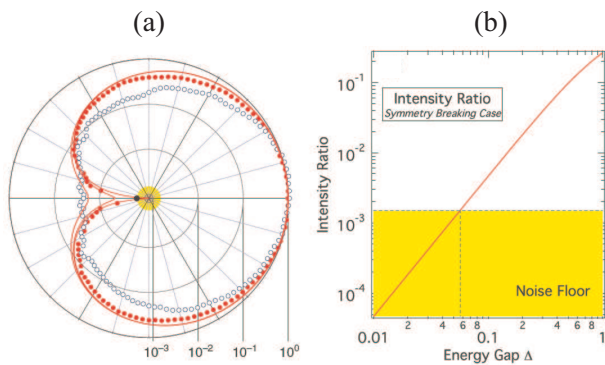 (a)
(b)
10⁻³ 10⁻² 10⁻¹ 10⁰
Intensity Ratio
10⁻¹
10⁻²
10⁻³
10⁻⁴
Intensity Ratio
Symmetry Breaking Case
Noise Floor
0.01 2 4 6 8 0.1 2 4 6 8 1
Energy Gap Δ